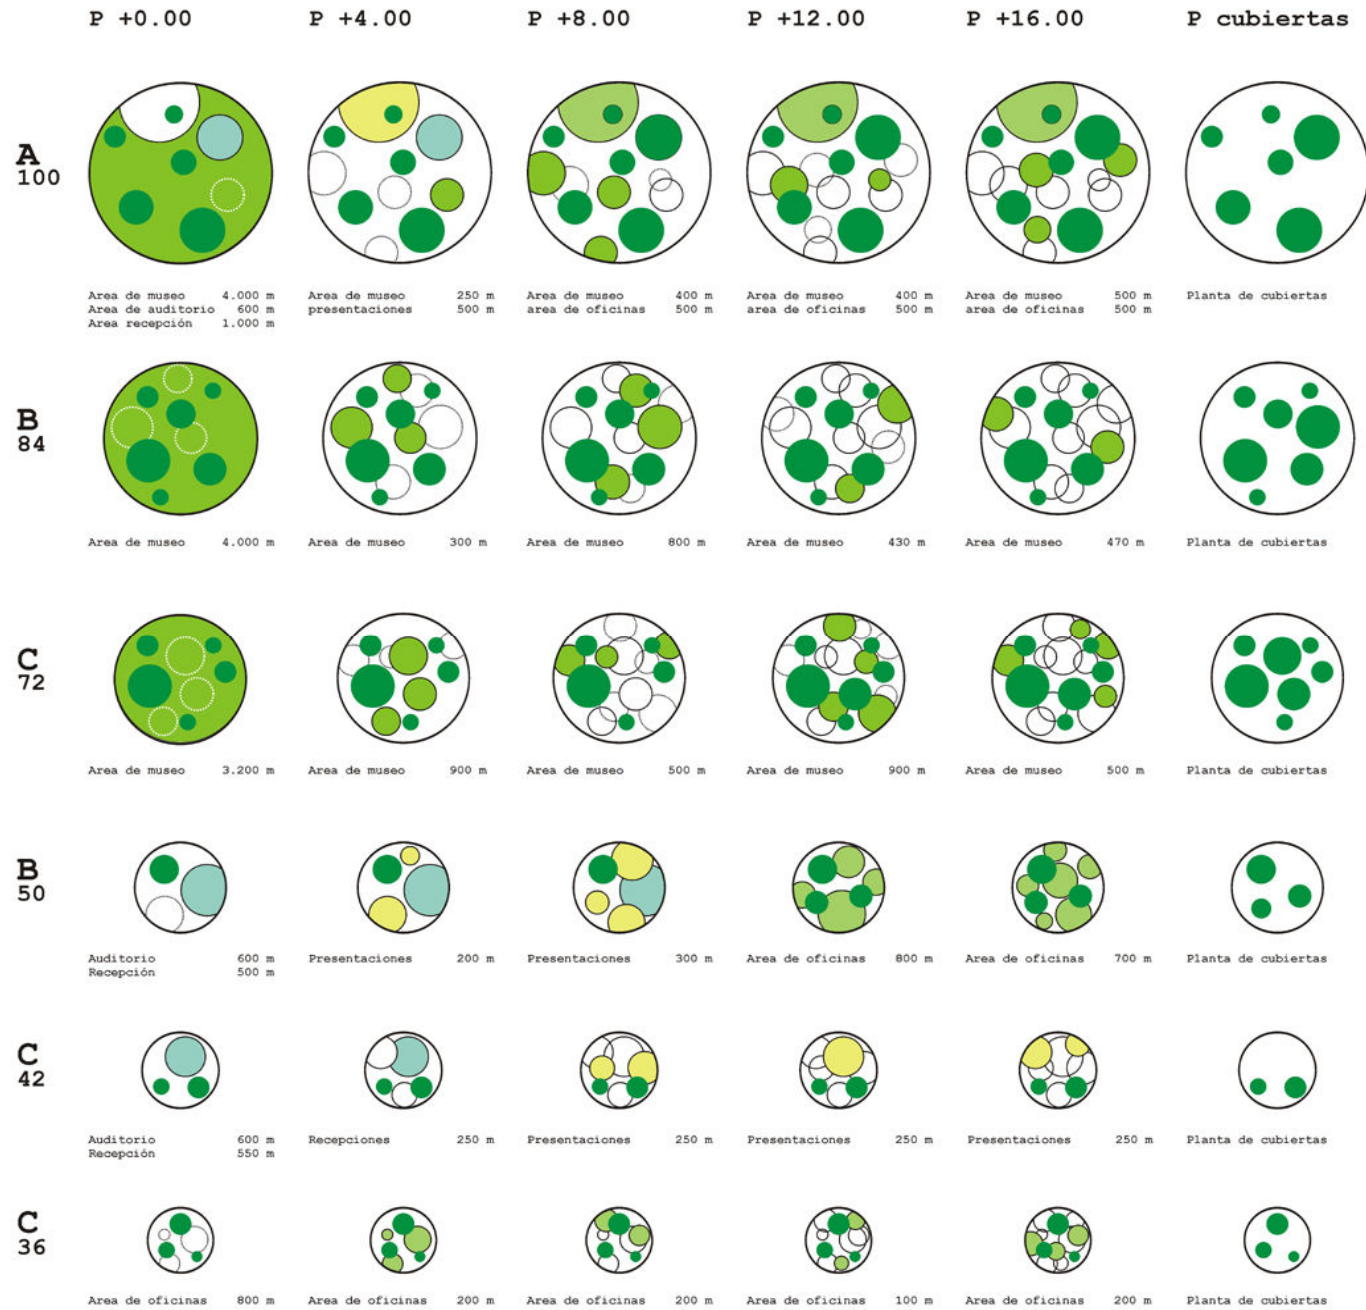 P +0.00 P +4.00 P +8.00 P +12.00 P +16.00 P cubiertas
A
100
Area de museo 4.000 m Area de museo 250 m Area de museo 400 m Area de museo 400 m Area de museo 500 m Planta de cubiertas
Area de auditorio 600 m presentaciones 500 m area de oficinas 500 m area de oficinas 500 m area de oficinas 500 m
Area recepción 1.000 m
B
84
Area de museo 4.000 m Area de museo 300 m Area de museo 800 m Area de museo 430 m Area de museo 470 m Planta de cubiertas
C
72
Area de museo 3.200 m Area de museo 900 m Area de museo 500 m Area de museo 900 m Area de museo 500 m Planta de cubiertas
B
50
Auditorio 600 m Presentaciones 200 m Presentaciones 300 m Area de oficinas 800 m Area de oficinas 700 m Planta de cubiertas
Recepción 500 m
C
42
Auditorio 600 m Recepciones 250 m Presentaciones 250 m Presentaciones 250 m Presentaciones 250 m Planta de cubiertas
Recepción 550 m
C
36
Area de oficinas 800 m Area de oficinas 200 m Area de oficinas 200 m Area de oficinas 100 m Area de oficinas 200 m Planta de cubiertas